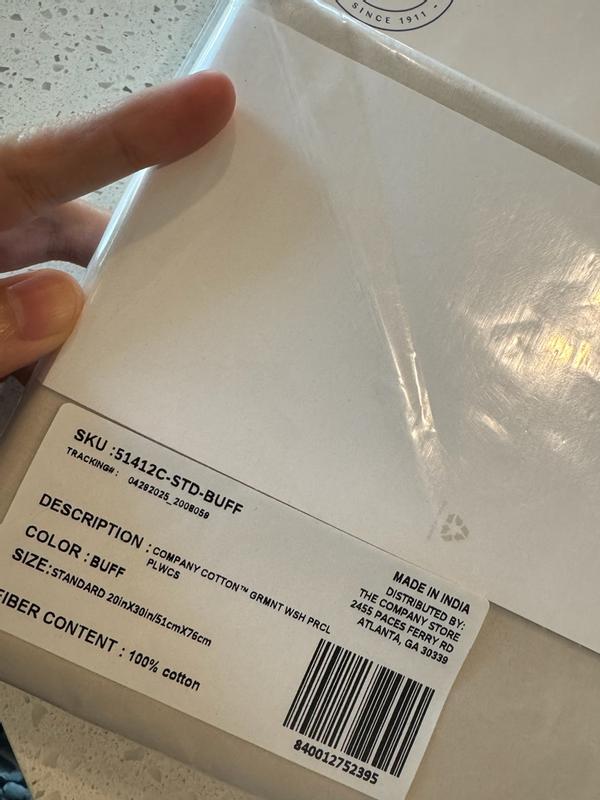 SINCE 1911
SKU :51412C-STD-BUFF
TRACKING# : 04282025_2008059
DESCRIPTION : COMPANY COTTON™ GRMNT WSH PRCL
PLWCS
COLOR : BUFF
SIZE:STANDARD 20inX30in/51cmX76cm
FIBER CONTENT : 100% cotton
MADE IN INDIA
DISTRIBUTED BY:
THE COMPANY STORE
2455 PACES FERRY RD
ATLANTA, GA 30339
840012752395